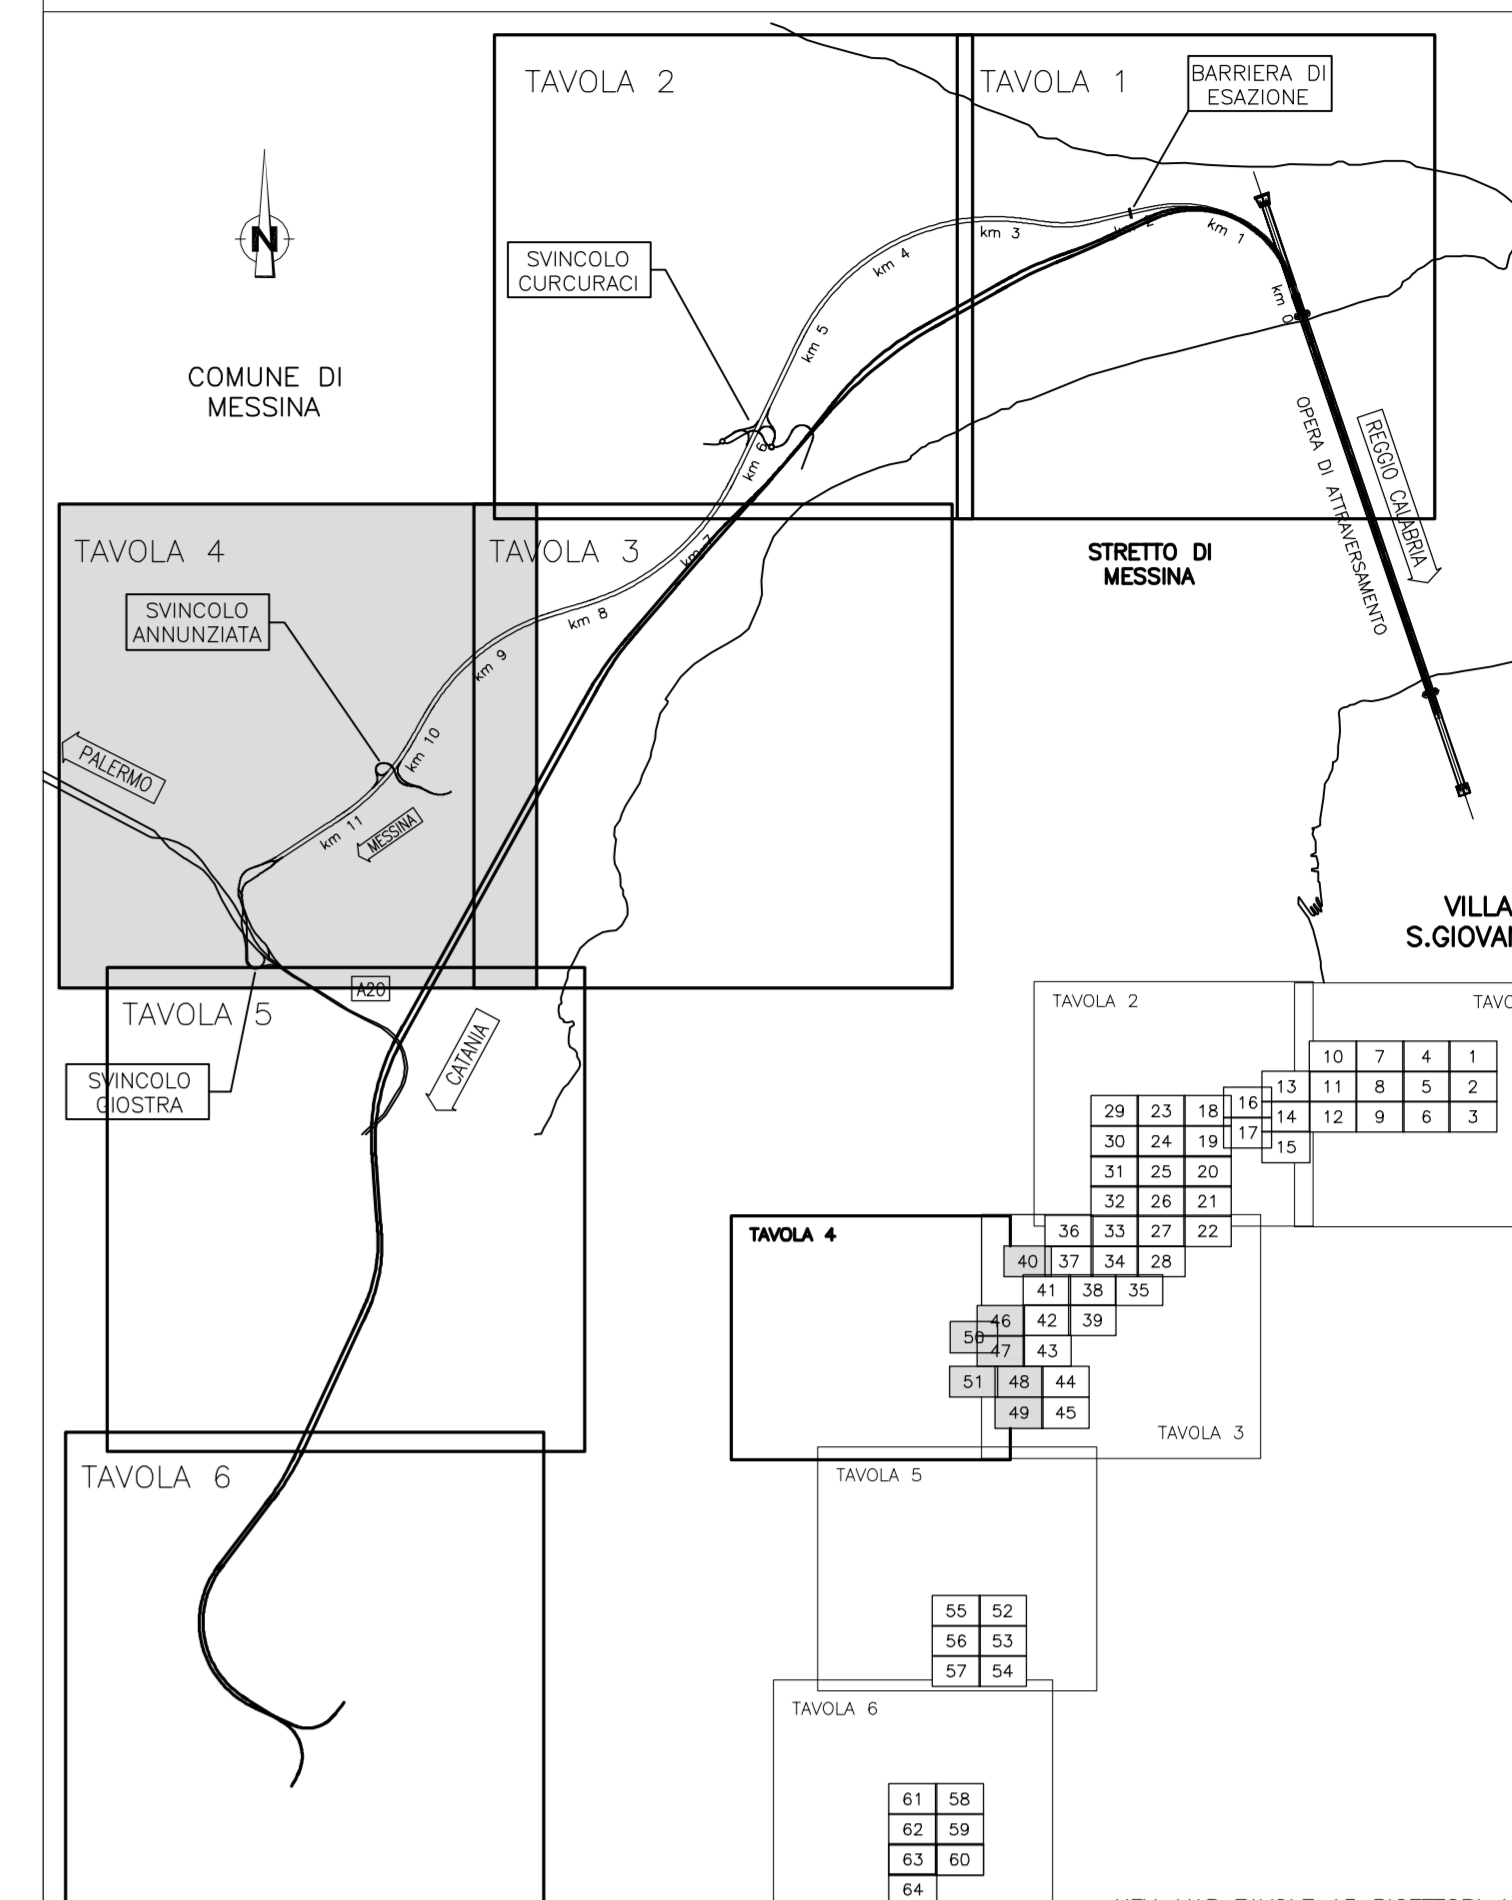 TAVOLA 2
TAVOLA 1
BARRIERA DI
ESAZIONE
N
SVINCOLO
CURCURACI
km 0
km 1
km 2
km 3
km 4
km 5
km 6
km 7
km 8
km 9
km 10
km 11
COMUNE DI
MESSINA
OPERA DI ATTRAVERSAMENTO
REGGIO CALABRIA
STRETTO DI
MESSINA
TAVOLA 4
TAVOLA 3
SVINCOLO
ANNUNZIATA
PALERMO
MESSINA
A20
CATANIA
TAVOLA 5
SVINCOLO
GIOSTRA
TAVOLA 6
VILLA
TAVOLA 2
10 7 4 1
13 11 8 5 2
14 12 9 6 3
15
16
17
29 23 18
30 24 19
31 25 20
32 26 21
36 33 27 22
TAVOLA 4
40 37 34 28
41 38 35
46 42 39
50
47 43
51 48 44
49 45
TAVOLA 3
TAVOLA 5
55 52
56 53
57 54
TAVOLA 6
61 58
62 59
63 60
64